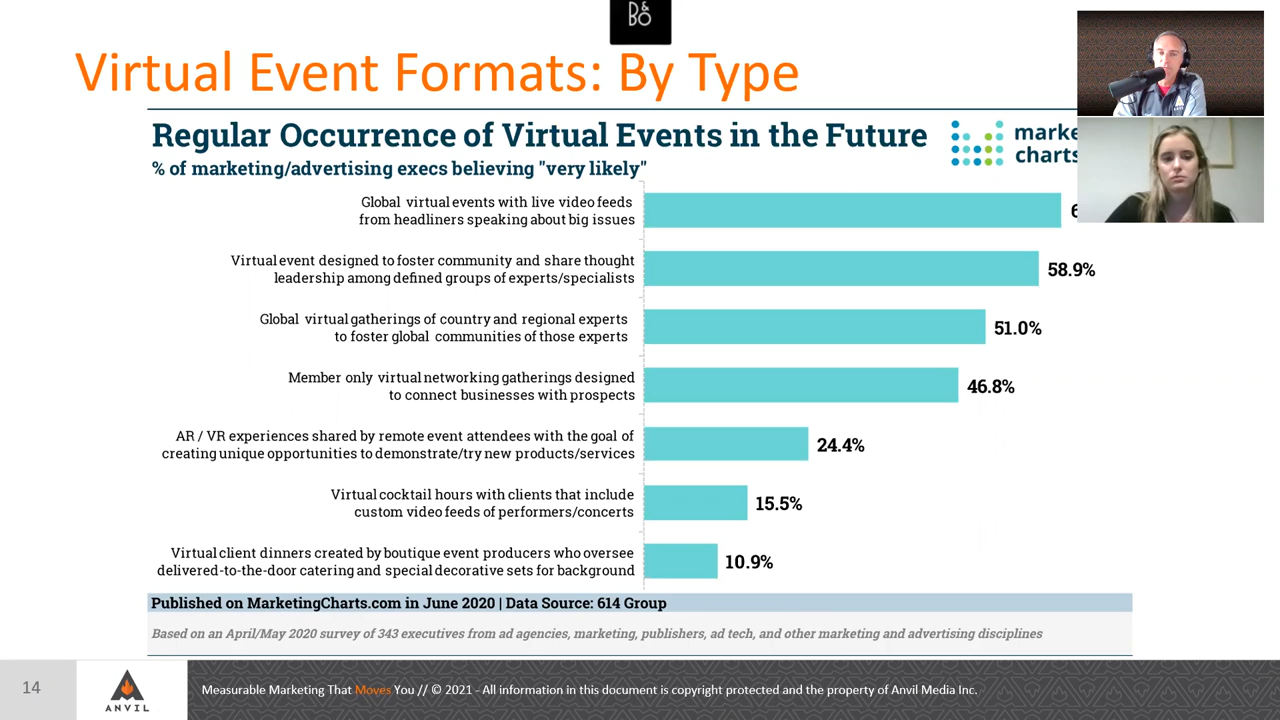 D&
BO
Virtual Event Formats: By Type
Regular Occurrence of Virtual Events in the Future
% of marketing/advertising execs believing "very likely"
marke
charts
Global virtual events with live video feeds
from headliners speaking about big issues
6
Virtual event designed to foster community and share thought
leadership among defined groups of experts/specialists
58.9%
Global virtual gatherings of country and regional experts
to foster global communities of those experts
51.0%
Member only virtual networking gatherings designed
to connect businesses with prospects
46.8%
AR / VR experiences shared by remote event attendees with the goal of
creating unique opportunities to demonstrate/try new products/services
24.4%
Virtual cocktail hours with clients that include
custom video feeds of performers/concerts
15.5%
Virtual client dinners created by boutique event producers who oversee
delivered-to-the-door catering and special decorative sets for background
10.9%
Published on MarketingCharts.com in June 2020 | Data Source: 614 Group
Based on an April/May 2020 survey of 343 executives from ad agencies, marketing, publishers, ad tech, and other marketing and advertising disciplines
14
ANVIL
Measurable Marketing That Moves You // © 2021 - All information in this document is copyright protected and the property of Anvil Media Inc.